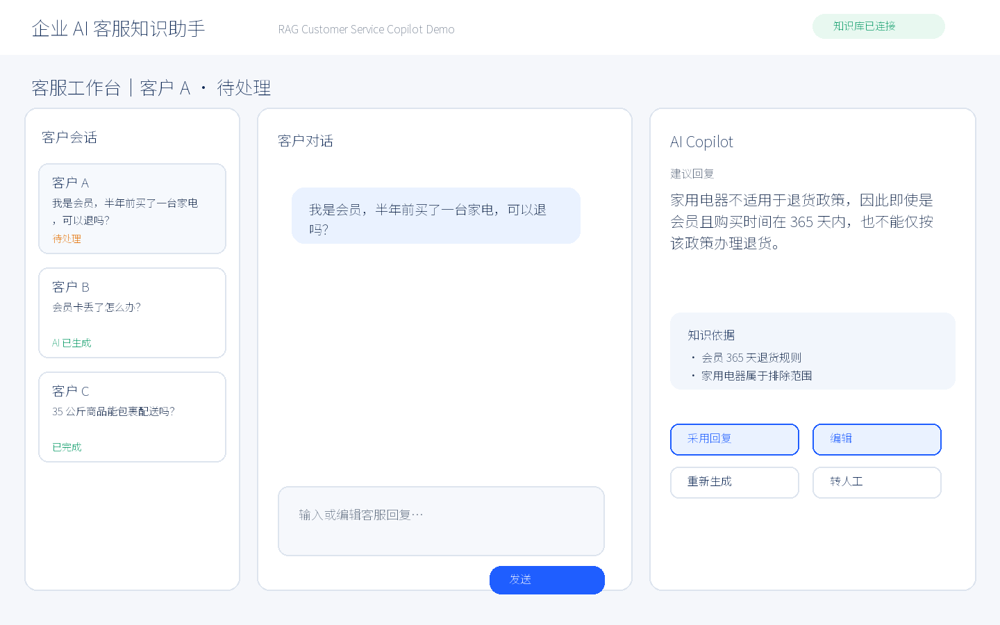 企业 AI 客服知识助手
RAG Customer Service Copilot Demo
知识库已连接
客服工作台｜客户 A · 待处理
客户会话
客户 A
我是会员，半年前买了一台家电
，可以退吗？
待处理
客户 B
会员卡丢了怎么办？
AI 已生成
客户 C
35 公斤商品能包裹配送吗？
已完成
客户对话
我是会员，半年前买了一台家电，可以退
吗？
输入或编辑客服回复…
发送
AI Copilot
建议回复
家用电器不适用于退货政策，因此即使是
会员且购买时间在 365 天内，也不能仅按
该政策办理退货。
知识依据
· 会员 365 天退货规则
· 家用电器属于排除范围
采用回复
编辑
重新生成
转人工